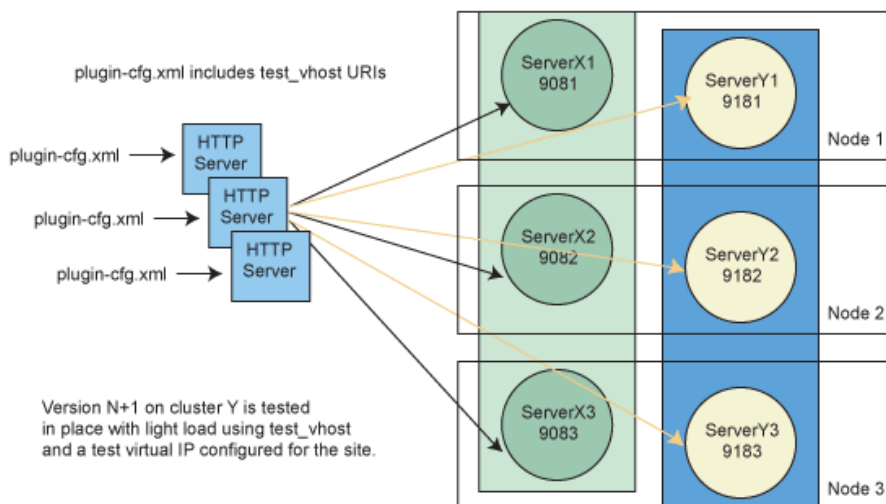 plugin-cfg.xml includes test_vhost URIs
plugin-cfg.xml
HTTP
Server
plugin-cfg.xml
HTTP
Server
plugin-cfg.xml
HTTP
Server
ServerX1
9081
ServerY1
9181
Node 1
ServerX2
9082
ServerY2
9182
Node 2
ServerX3
9083
ServerY3
9183
Node 3
Version N+1 on cluster Y is tested
in place with light load using test_vhost
and a test virtual IP configured for the site.